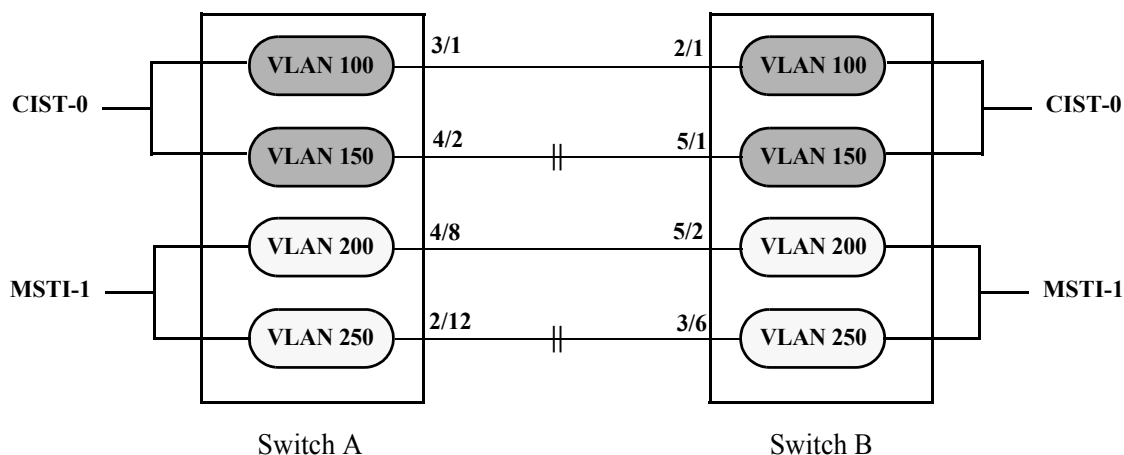 3/1 2/1
VLAN 100 VLAN 100
CIST-0 CIST-0
4/2 5/1
VLAN 150 VLAN 150
4/8 5/2
VLAN 200 VLAN 200
MSTI-1 MSTI-1
2/12 3/6
VLAN 250 VLAN 250
Switch A Switch B